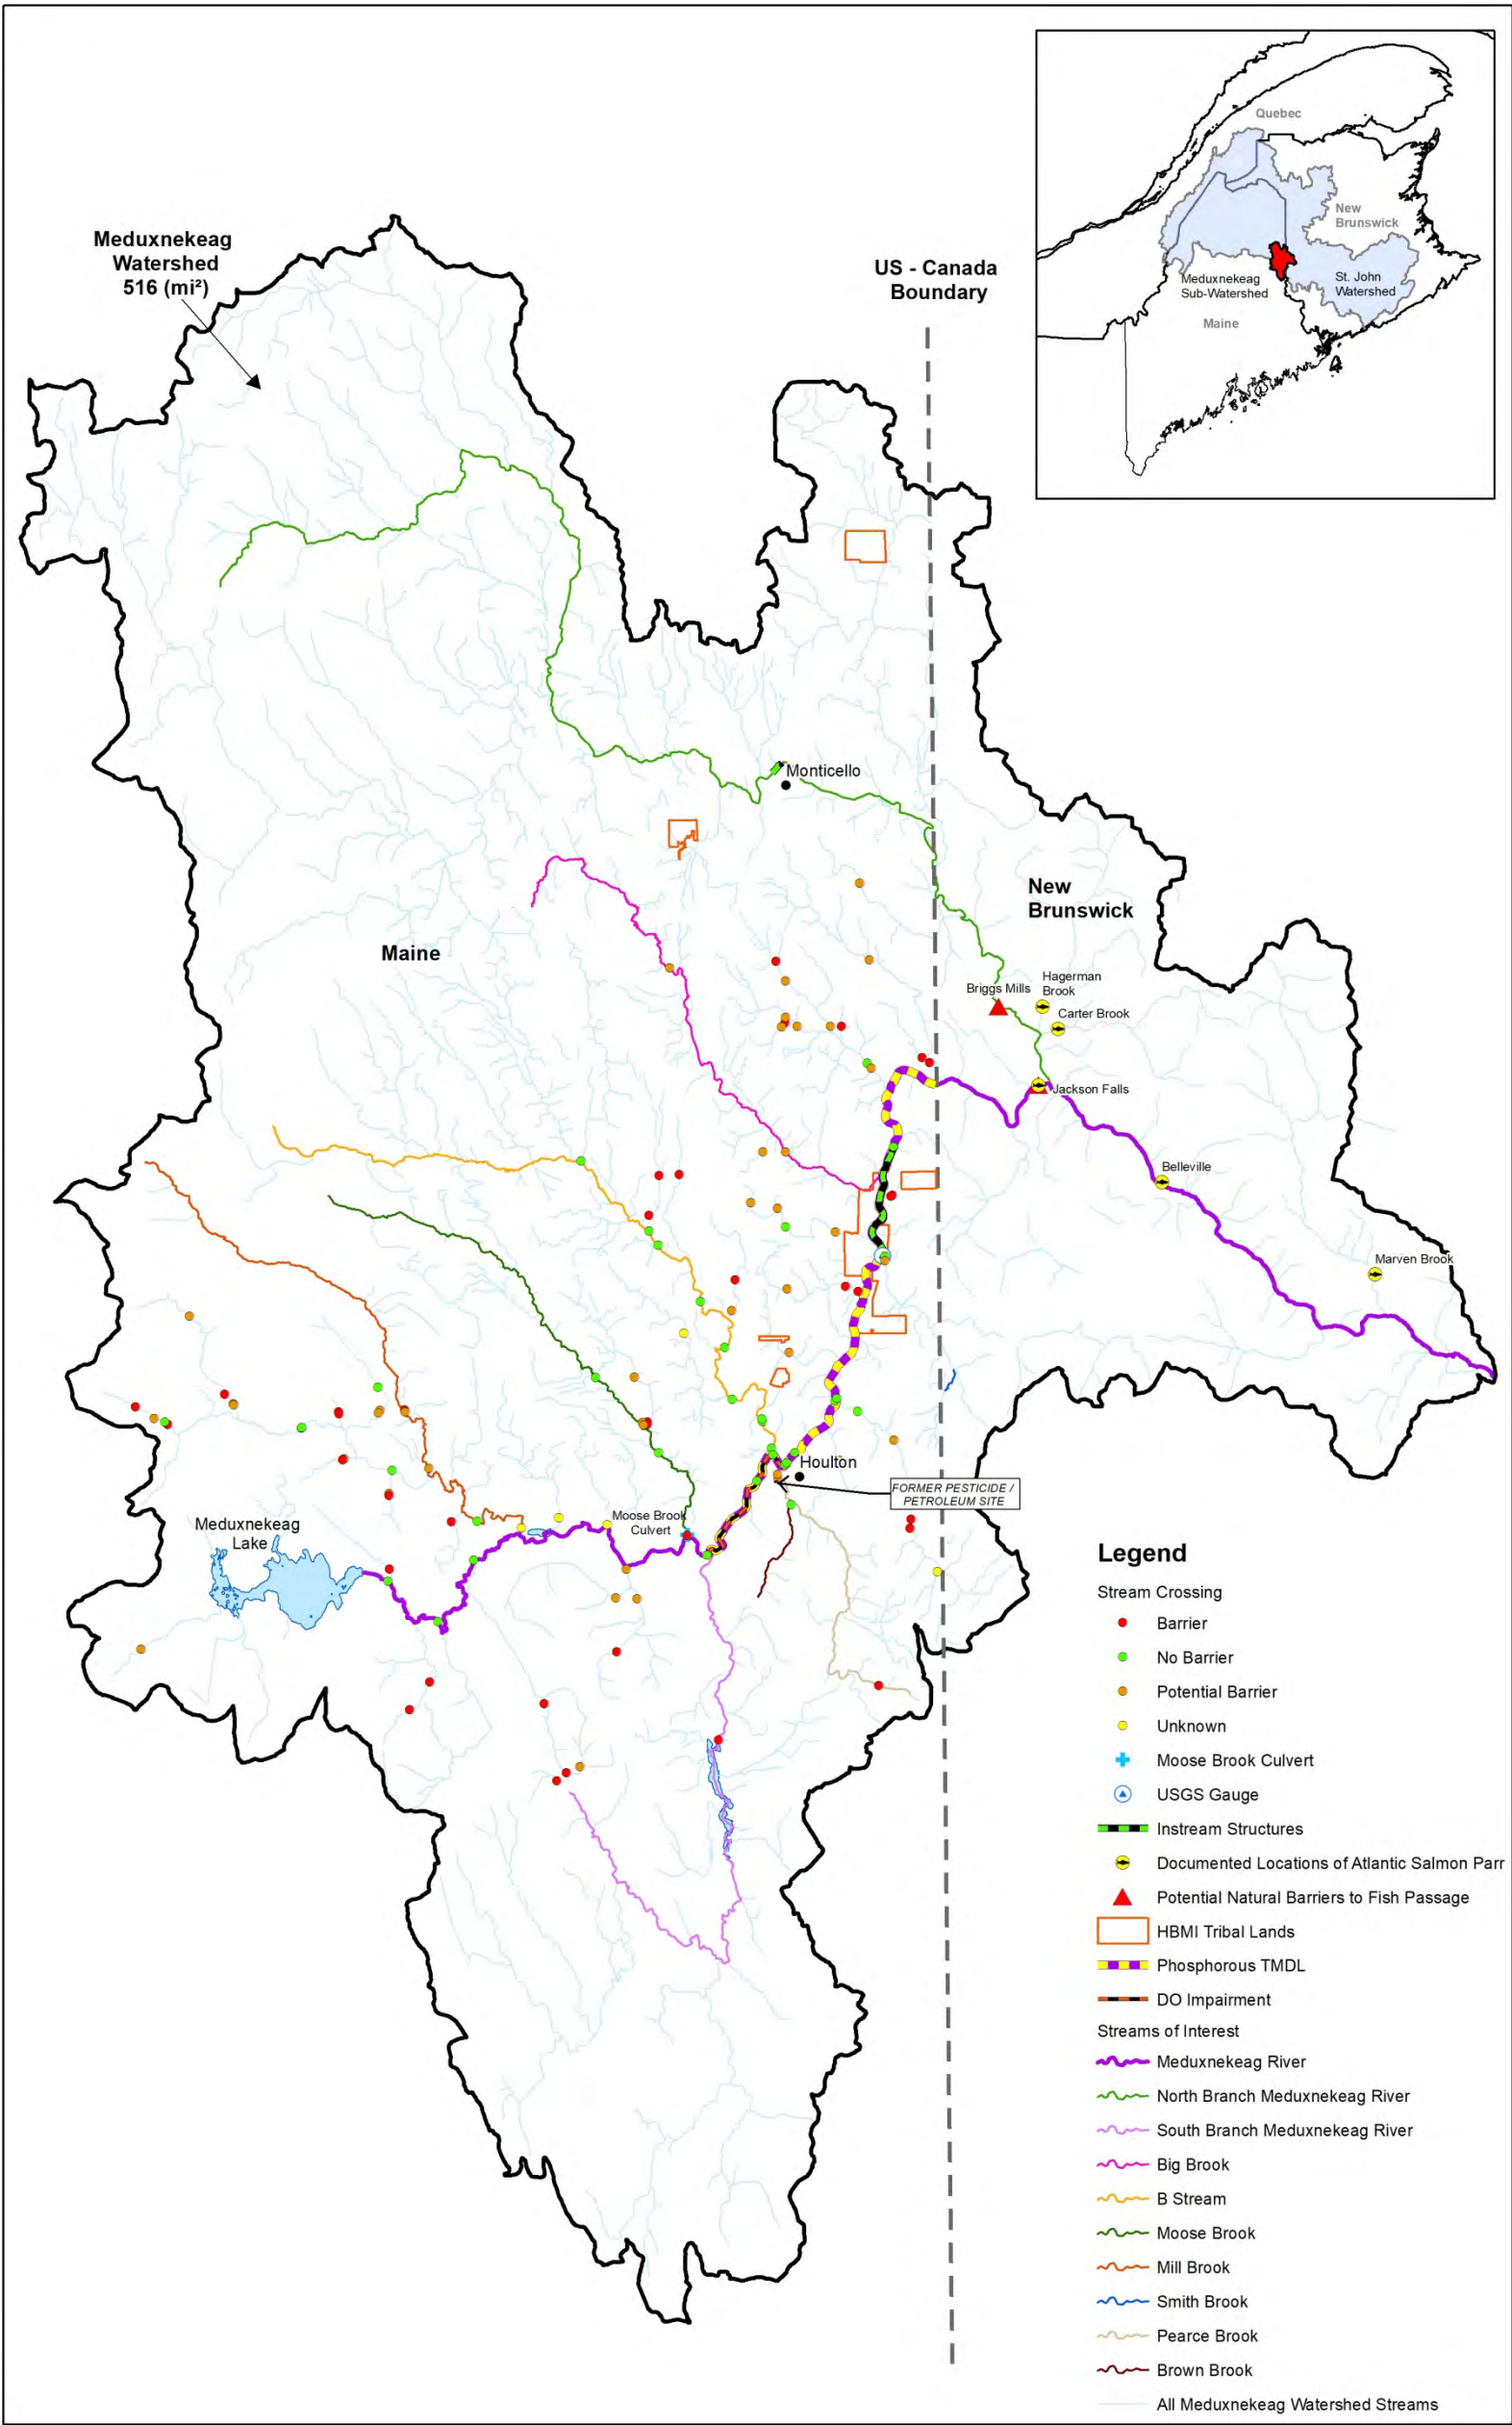 Quebec
New
Brunswick
Meduxnekeag
Sub-Watershed
St. John
Watershed
Maine
Meduxnekeag
Watershed
516 (mi²)
US - Canada
Boundary
Monticello
New
Brunswick
Maine
Briggs Mills
Hagerman
Brook
Carter Brook
Jackson Falls
Belleville
Marven Brook
Houlton
FORMER PESTICIDE /
PETROLEUM SITE
Moose Brook
Culvert
Meduxnekeag
Lake
Legend
Stream Crossing
Barrier
No Barrier
Potential Barrier
Unknown
Moose Brook Culvert
USGS Gauge
Instream Structures
Documented Locations of Atlantic Salmon Parr
Potential Natural Barriers to Fish Passage
HBMI Tribal Lands
Phosphorous TMDL
DO Impairment
Streams of Interest
Meduxnekeag River
North Branch Meduxnekeag River
South Branch Meduxnekeag River
Big Brook
B Stream
Moose Brook
Mill Brook
Smith Brook
Pearce Brook
Brown Brook
All Meduxnekeag Watershed Streams